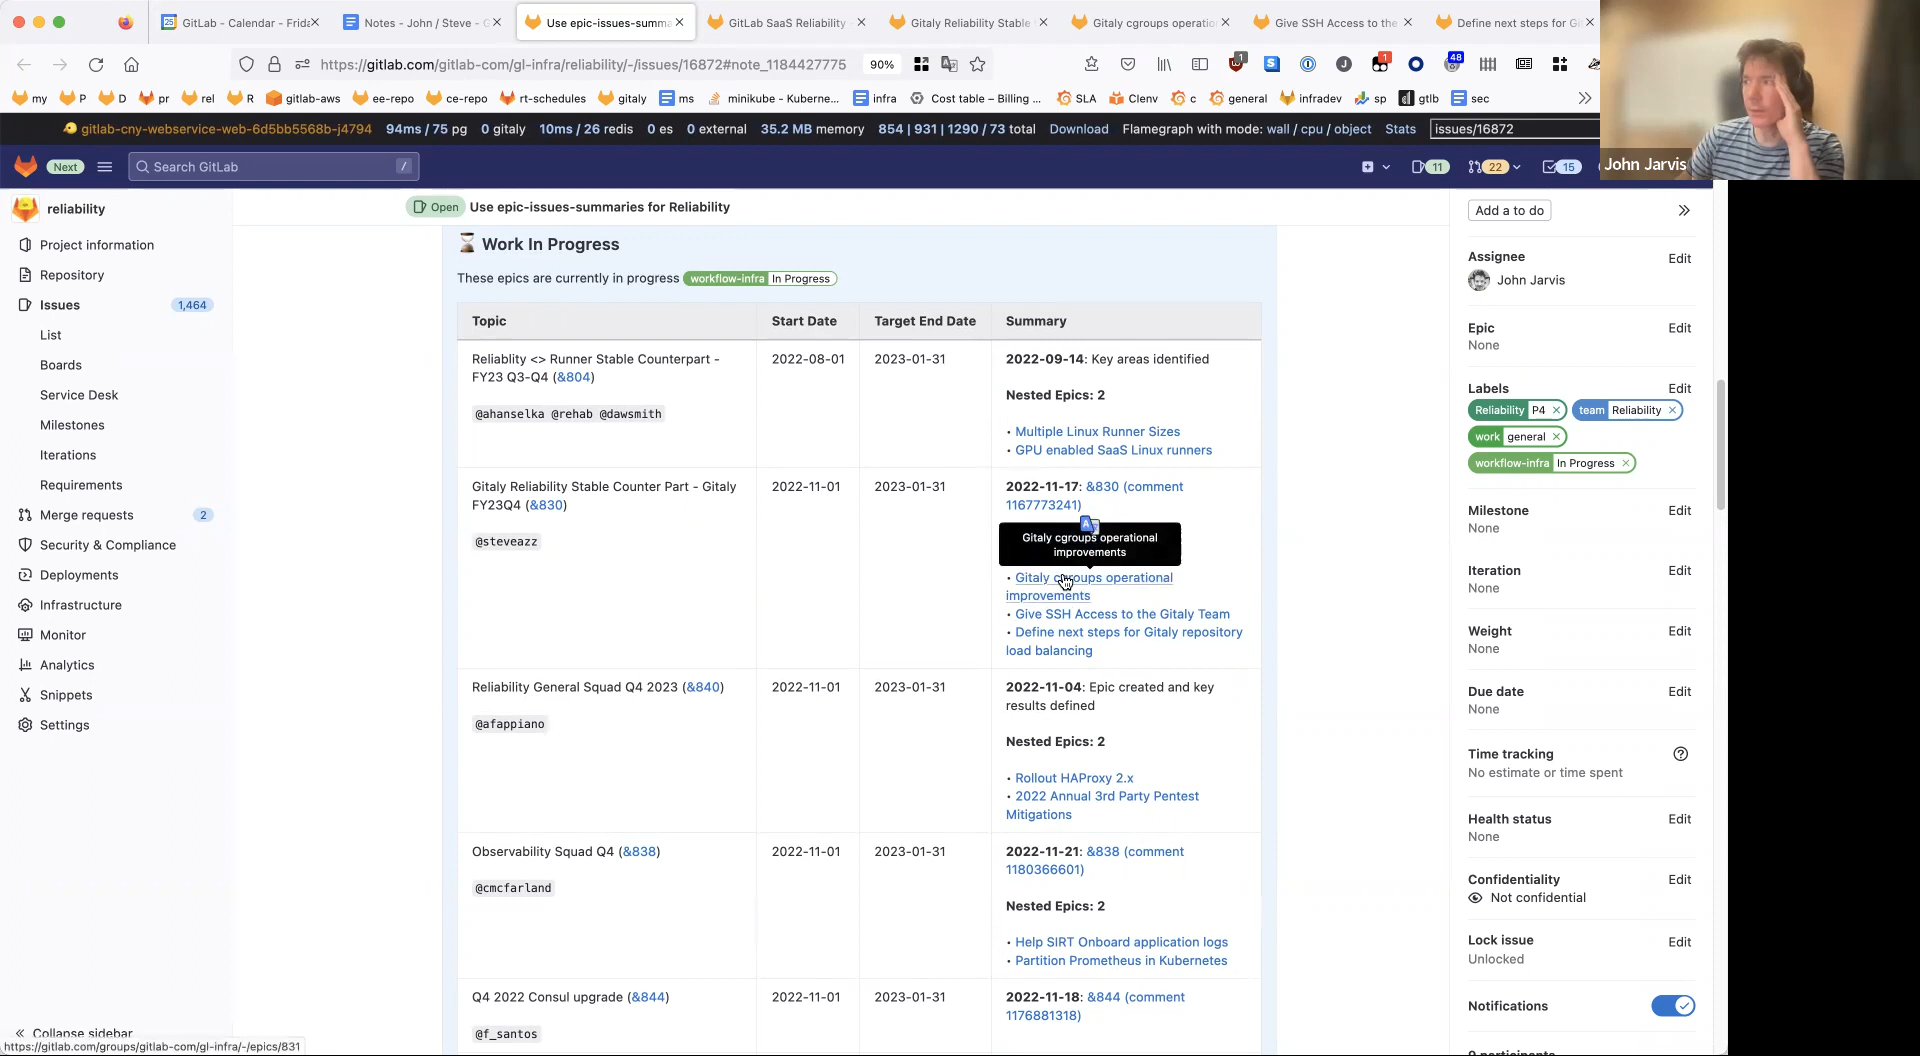 GitLab - Calendar - Frida
Notes - John / Steve - G
Use epic-issues-summa
GitLab SaaS Reliability -
Gitaly Reliability Stable
Gitaly cgroups operatio
Give SSH Access to the
Define next steps for Gi
https://gitlab.com/gitlab-com/gl-infra/reliability/-/issues/16872#note_1184427775
90%
1
1
48
my
P
D
pr
rel
R
gitlab-aws
ee-repo
ce-repo
rt-schedules
gitaly
ms
minikube - Kuberne...
infra
Cost table – Billing ...
SLA
Clenv
c
general
infradev
sp
gtlb
sec
gitlab-cny-webservice-web-6d5bb5568b-j4794
94ms / 75 pg
0 gitaly
10ms / 26 redis
0 es
0 external
35.2 MB memory
854 | 931 | 1290 / 73 total
Download
Flamegraph with mode: wall / cpu / object
Stats
issues/16872
John Jarvis
Next
Search GitLab
/
11
22
15
reliability
Project information
Repository
Issues 1,464
List
Boards
Service Desk
Milestones
Iterations
Requirements
Merge requests 2
Security & Compliance
Deployments
Infrastructure
Monitor
Analytics
Snippets
Settings
Collapse sidebar
https://gitlab.com/groups/gitlab-com/gl-infra/-/epics/831
Open Use epic-issues-summaries for Reliability
Work In Progress
These epics are currently in progress workflow-infra In Progress
Topic Start Date Target End Date Summary
Reliablity <> Runner Stable Counterpart -
FY23 Q3-Q4 (&804)
@ahanselka @rehab @dawsmith
2022-08-01
2023-01-31
2022-09-14: Key areas identified
Nested Epics: 2
• Multiple Linux Runner Sizes
• GPU enabled SaaS Linux runners
Gitaly Reliability Stable Counter Part - Gitaly
FY23Q4 (&830)
@steveazz
2022-11-01
2023-01-31
2022-11-17: &830 (comment
1167773241)
Gitaly cgroups operational
improvements
• Gitaly cgroups operational
improvements
• Give SSH Access to the Gitaly Team
• Define next steps for Gitaly repository
load balancing
Reliability General Squad Q4 2023 (&840)
@afappiano
2022-11-01
2023-01-31
2022-11-04: Epic created and key
results defined
Nested Epics: 2
• Rollout HAProxy 2.x
• 2022 Annual 3rd Party Pentest
Mitigations
Observability Squad Q4 (&838)
@cmcfarland
2022-11-01
2023-01-31
2022-11-21: &838 (comment
1180366601)
Nested Epics: 2
• Help SIRT Onboard application logs
• Partition Prometheus in Kubernetes
Q4 2022 Consul upgrade (&844)
@f_santos
2022-11-01
2023-01-31
2022-11-18: &844 (comment
1176881318)
Add a to do
Assignee Edit
John Jarvis
Epic Edit
None
Labels Edit
Reliability P4
team Reliability
work general
workflow-infra In Progress
Milestone Edit
None
Iteration Edit
None
Weight Edit
None
Due date Edit
None
Time tracking
No estimate or time spent
Health status Edit
None
Confidentiality Edit
Not confidential
Lock issue Edit
Unlocked
Notifications